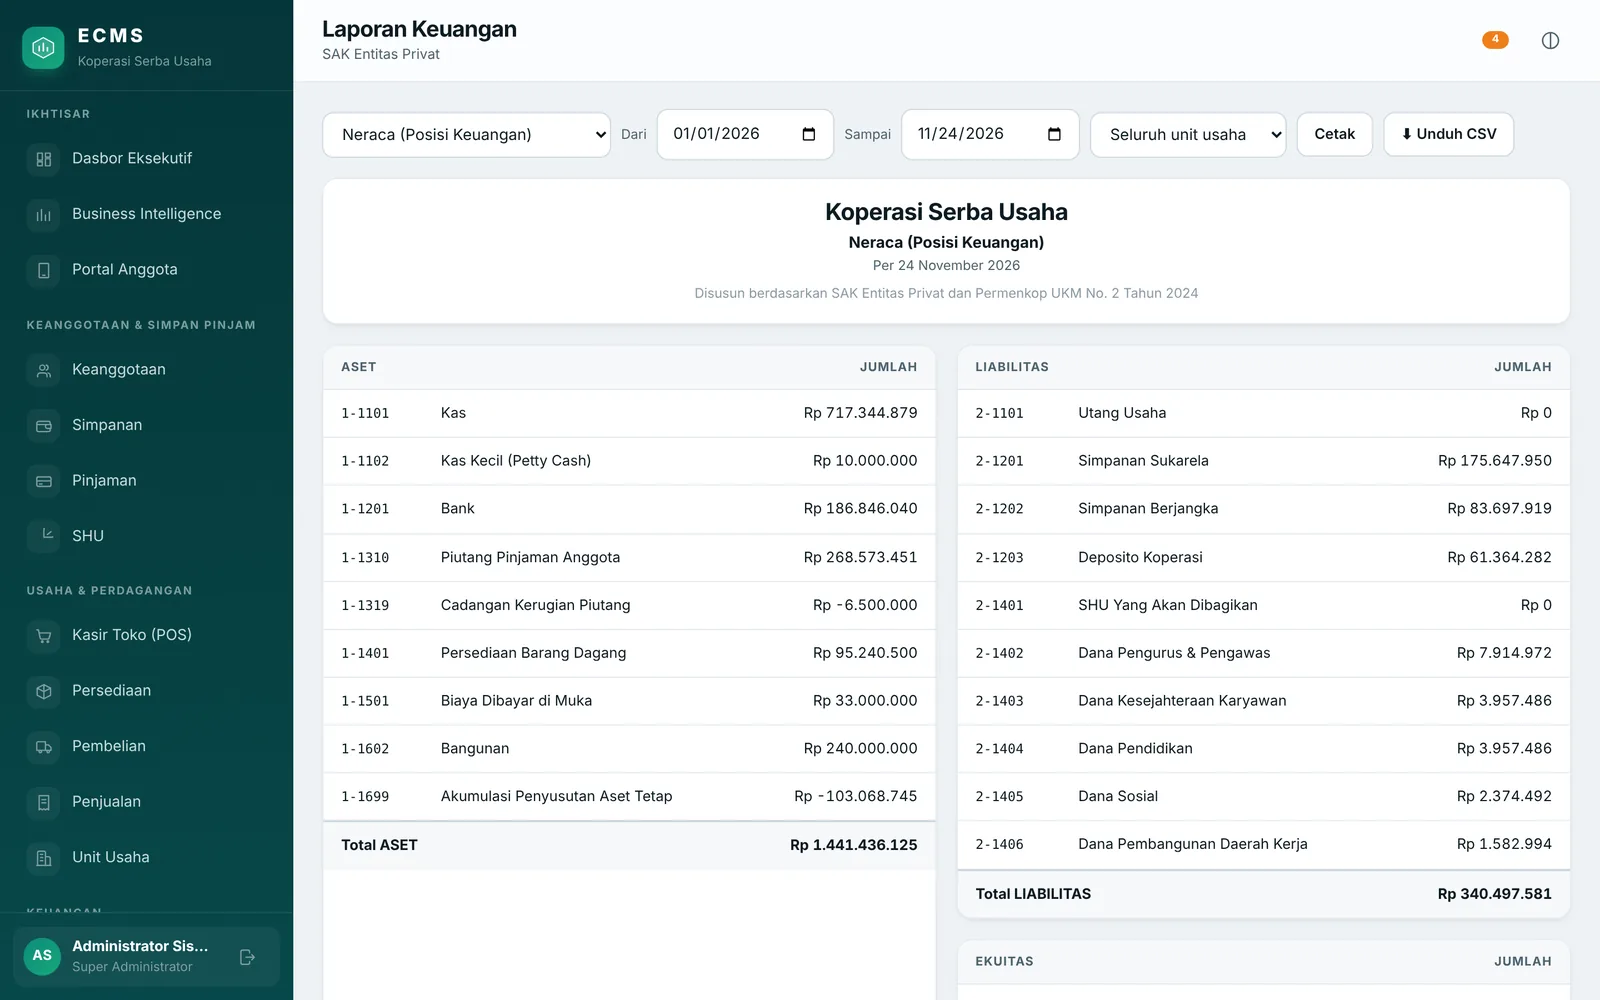 ECMS
Koperasi Serba Usaha
IKHTISAR
Dasbor Eksekutif
Business Intelligence
Portal Anggota
KEANGGOTAAN & SIMPAN PINJAM
Keanggotaan
Simpanan
Pinjaman
SHU
USAHA & PERDAGANGAN
Kasir Toko (POS)
Persediaan
Pembelian
Penjualan
Unit Usaha
KEUANGAN
AS
Administrator Sis...
Super Administrator
Laporan Keuangan
SAK Entitas Privat
4
Neraca (Posisi Keuangan) Dari 01/01/2026 Sampai 11/24/2026 Seluruh unit usaha Cetak ⬇ Unduh CSV
Koperasi Serba Usaha
Neraca (Posisi Keuangan)
Per 24 November 2026
Disusun berdasarkan SAK Entitas Privat dan Permenkop UKM No. 2 Tahun 2024
ASET JUMLAH
1-1101 Kas Rp 717.344.879
1-1102 Kas Kecil (Petty Cash) Rp 10.000.000
1-1201 Bank Rp 186.846.040
1-1310 Piutang Pinjaman Anggota Rp 268.573.451
1-1319 Cadangan Kerugian Piutang Rp -6.500.000
1-1401 Persediaan Barang Dagang Rp 95.240.500
1-1501 Biaya Dibayar di Muka Rp 33.000.000
1-1602 Bangunan Rp 240.000.000
1-1699 Akumulasi Penyusutan Aset Tetap Rp -103.068.745
Total ASET Rp 1.441.436.125
LIABILITAS JUMLAH
2-1101 Utang Usaha Rp 0
2-1201 Simpanan Sukarela Rp 175.647.950
2-1202 Simpanan Berjangka Rp 83.697.919
2-1203 Deposito Koperasi Rp 61.364.282
2-1401 SHU Yang Akan Dibagikan Rp 0
2-1402 Dana Pengurus & Pengawas Rp 7.914.972
2-1403 Dana Kesejahteraan Karyawan Rp 3.957.486
2-1404 Dana Pendidikan Rp 3.957.486
2-1405 Dana Sosial Rp 2.374.492
2-1406 Dana Pembangunan Daerah Kerja Rp 1.582.994
Total LIABILITAS Rp 340.497.581
EKUITAS JUMLAH